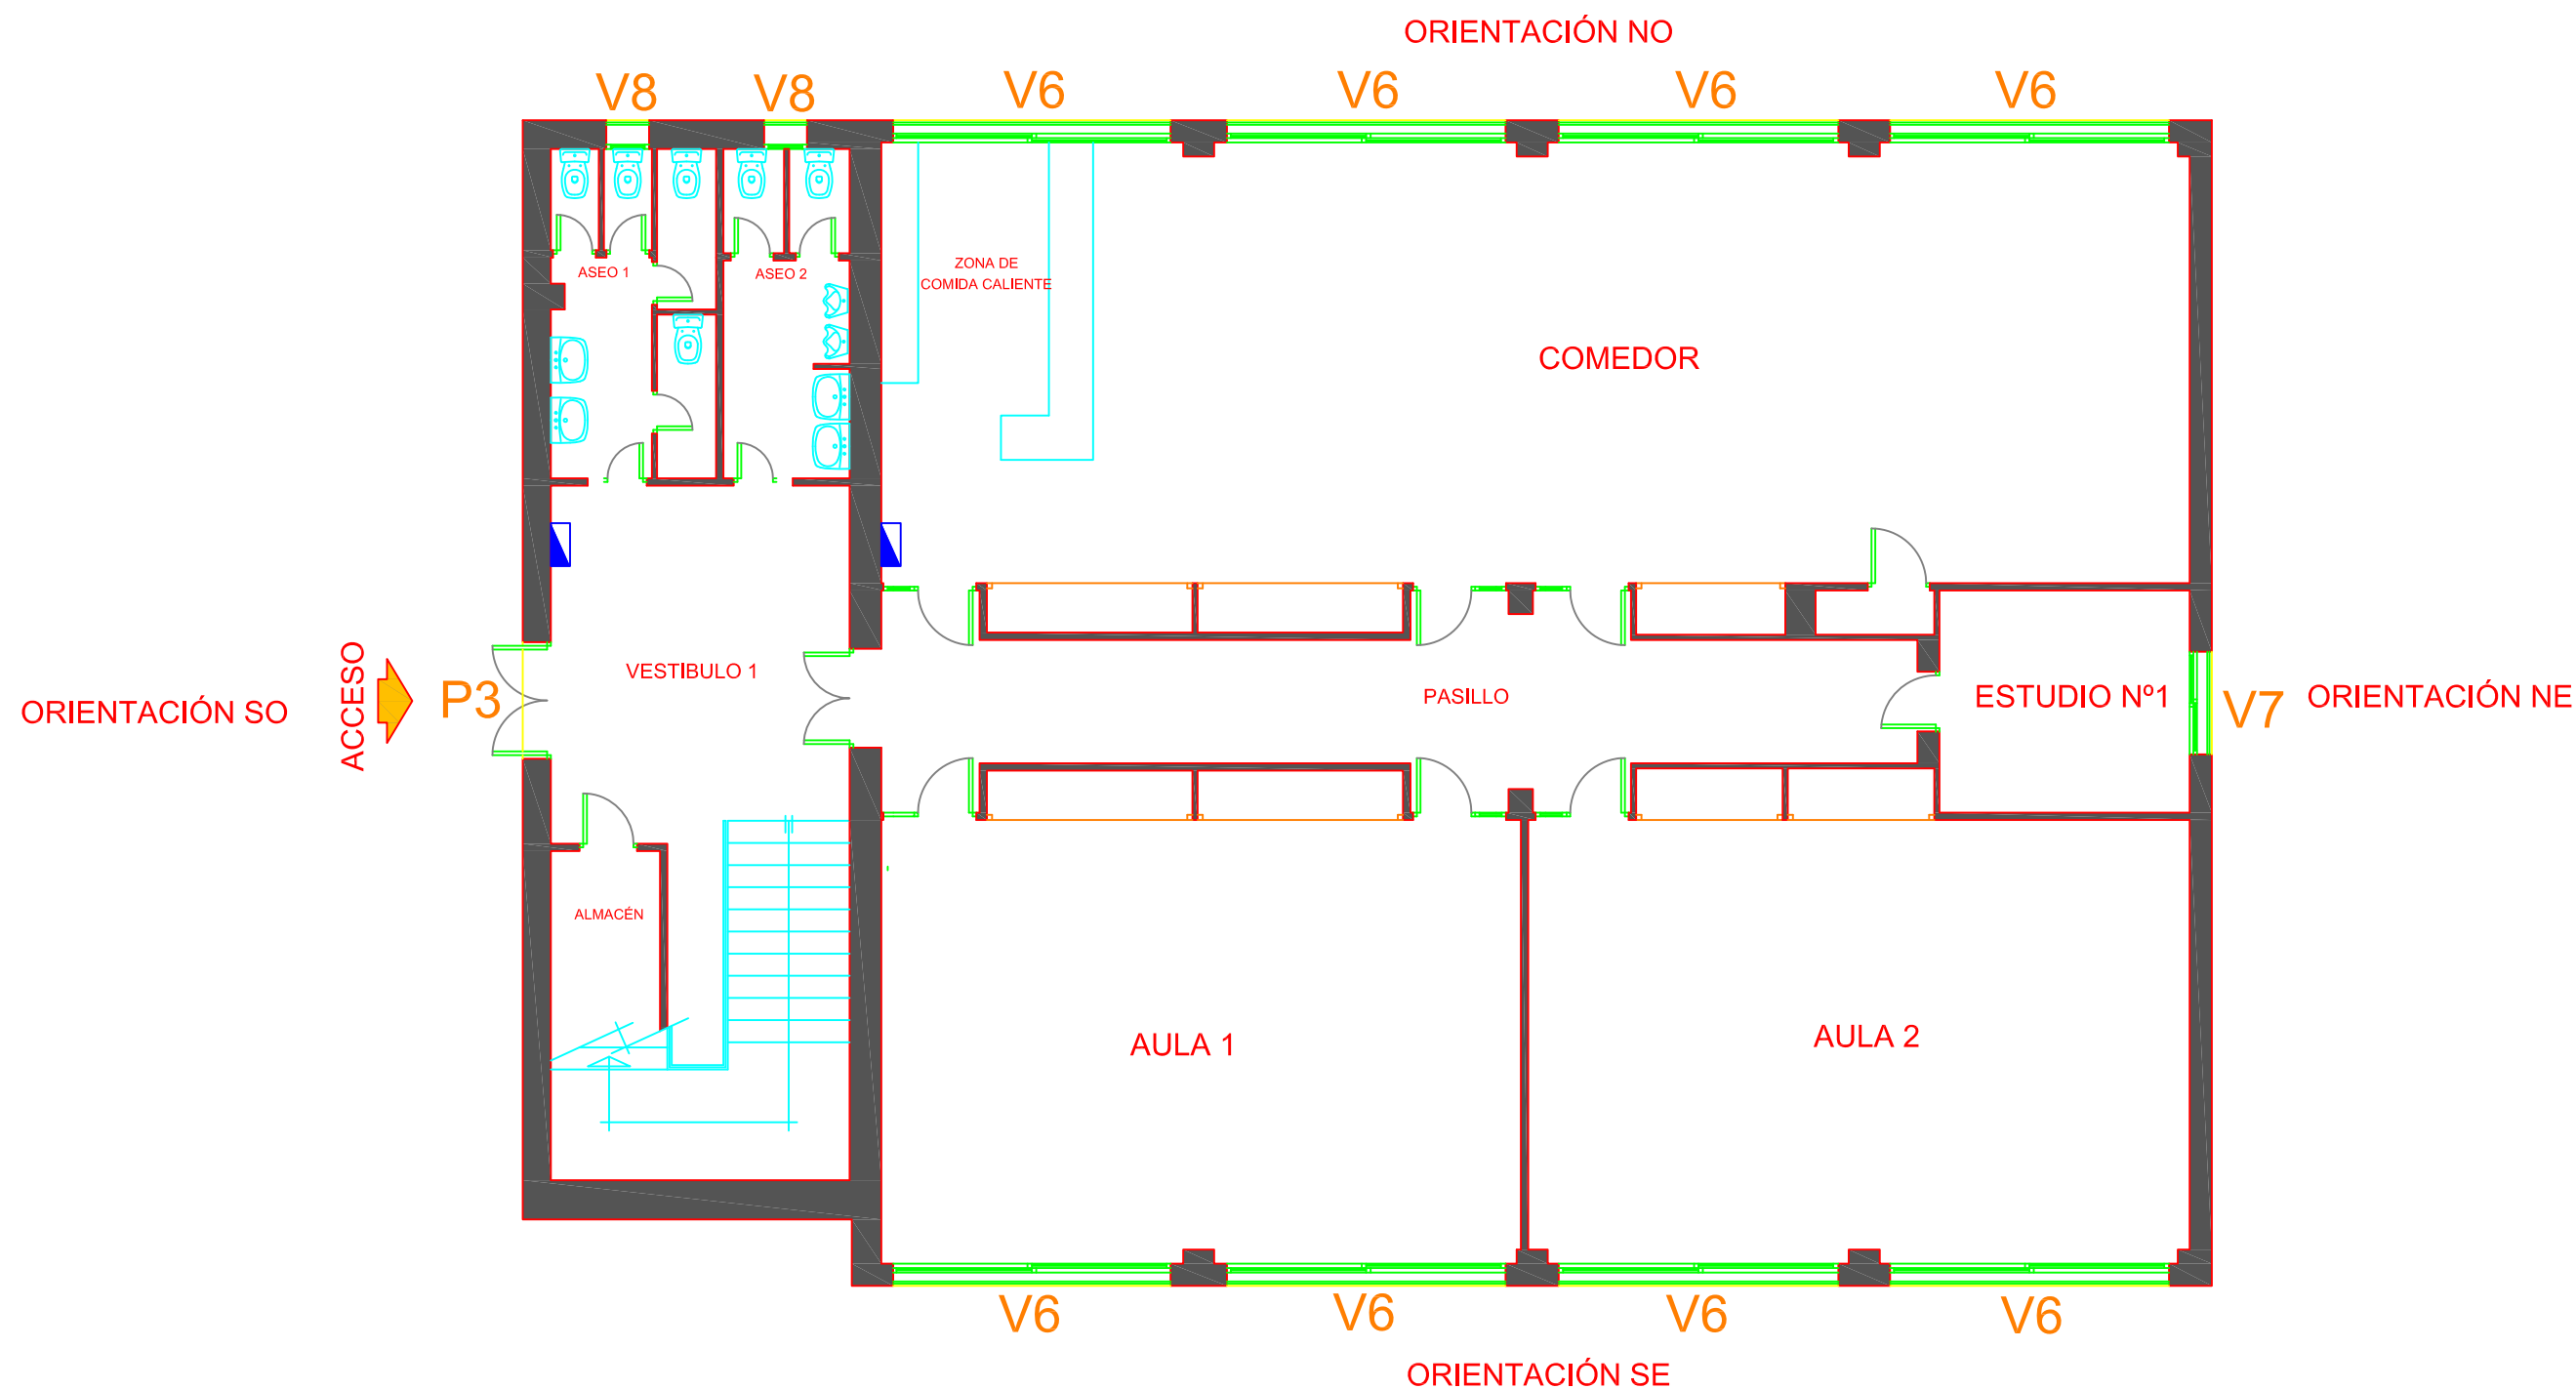 ORIENTACIÓN NO
V8
V8
V6
V6
V6
V6
ASEO 1
ASEO 2
ZONA DE
COMIDA CALIENTE
COMEDOR
ORIENTACIÓN SO
ACCESO
P3
VESTIBULO 1
PASILLO
ESTUDIO Nº1
V7
ORIENTACIÓN NE
ALMACÉN
AULA 1
AULA 2
V6
V6
V6
V6
ORIENTACIÓN SE